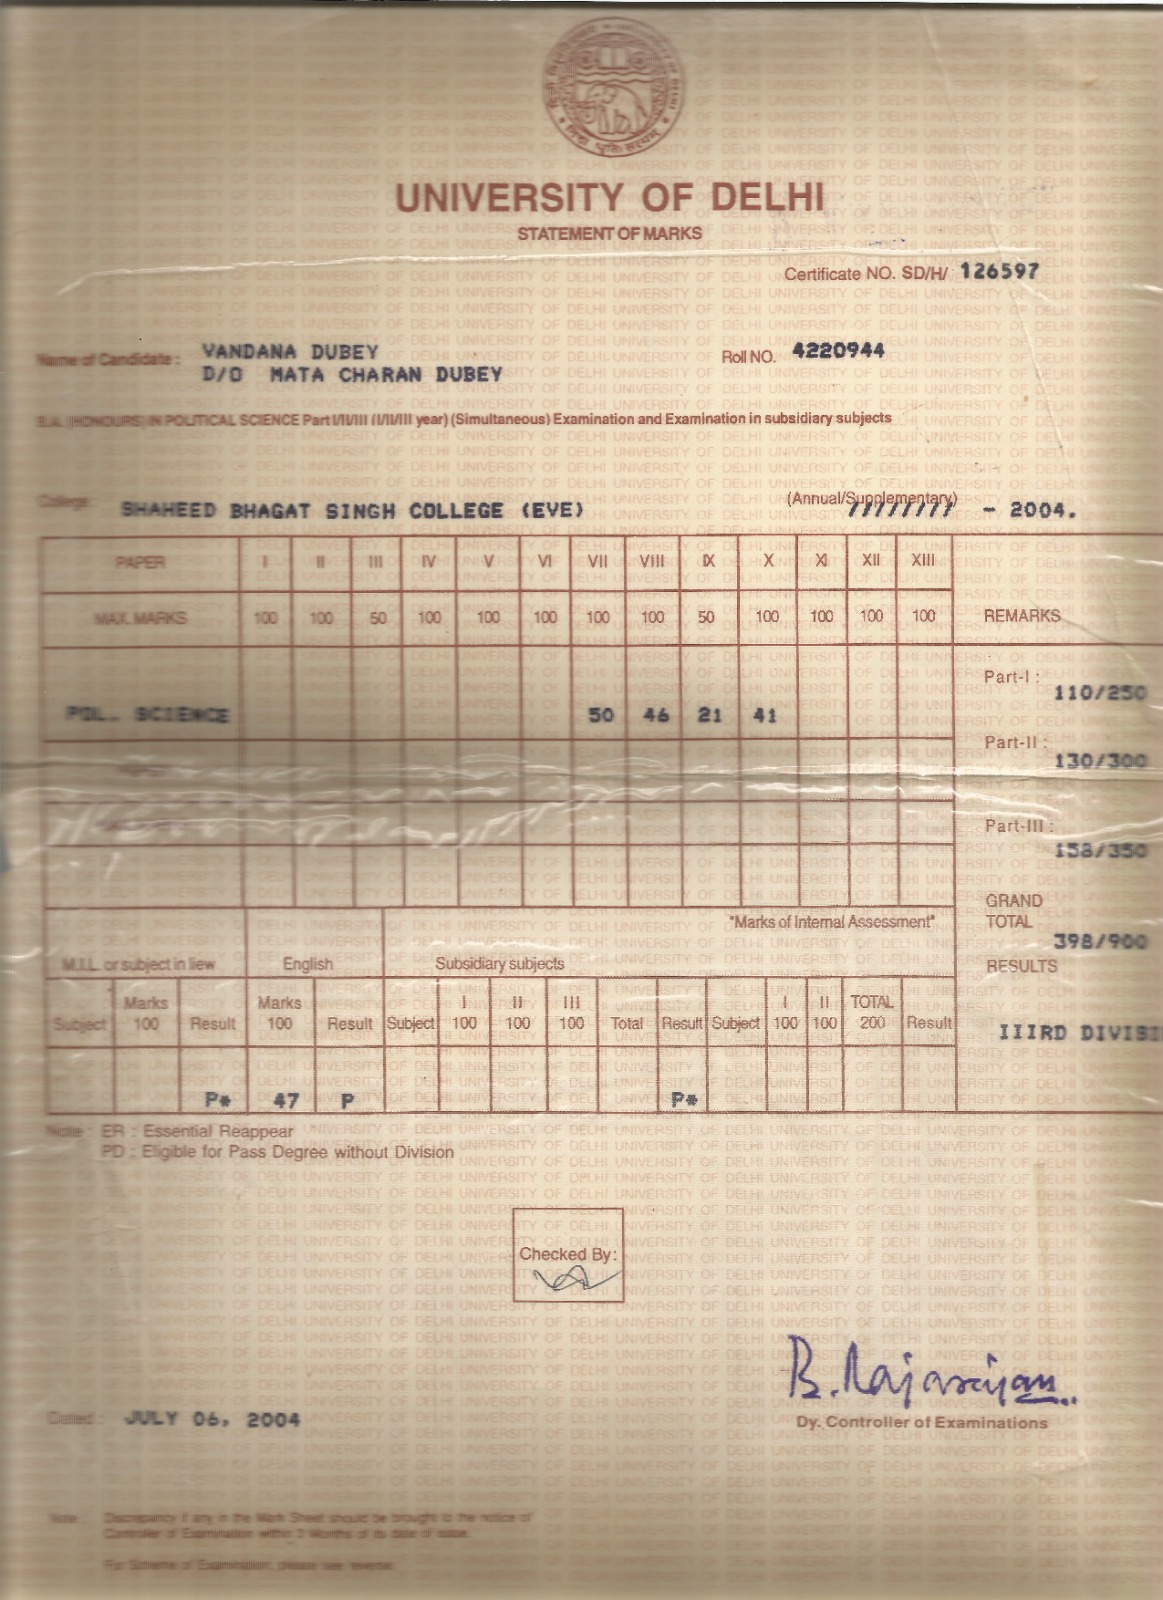 UNIVERSITY OF DELHI
STATEMENT OF MARKS
Certificate NO. SD/H/ 126597
Name of Candidate : VANDANA DUBEY
Roll NO. 4220944
D/O MATA CHARAN DUBEY
B.A. (HONOURS) IN POLITICAL SCIENCE Part I/II/III (I/II/III year) (Simultaneous) Examination and Examination in subsidiary subjects
College: SHAHEED BHAGAT SINGH COLLEGE (EVE)
(Annual/Supplementary) - 2004.
PAPER I II III IV V VI VII VIII IX X XI XII XIII
MAX. MARKS 100 100 50 100 100 100 100 100 50 100 100 100 100 REMARKS
POL. SCIENCE 50 46 21 41
Part-I :
110/250
Part-II :
130/300
Part-III :
158/350
GRAND
TOTAL
398/900
RESULTS
IIIRD DIVISI
"Marks of Internal Assessment"
M.I.L. or subject in liew English Subsidiary subjects
Subject Marks 100 Result Marks 100 Result Subject I 100 II 100 III 100 Total Result Subject I 100 II 100 TOTAL 200 Result
P* 47 P P*
Note : ER : Essential Reappear
PD : Eligible for Pass Degree without Division
Checked By:
B. Rajarajan
Dy. Controller of Examinations
Dated : JULY 06, 2004
Note: Discrepancy if any in the Mark Sheet should be brought to the notice of
Controller of Examination within 3 Months of its date of issue.
For Scheme of Examination, please see reverse.